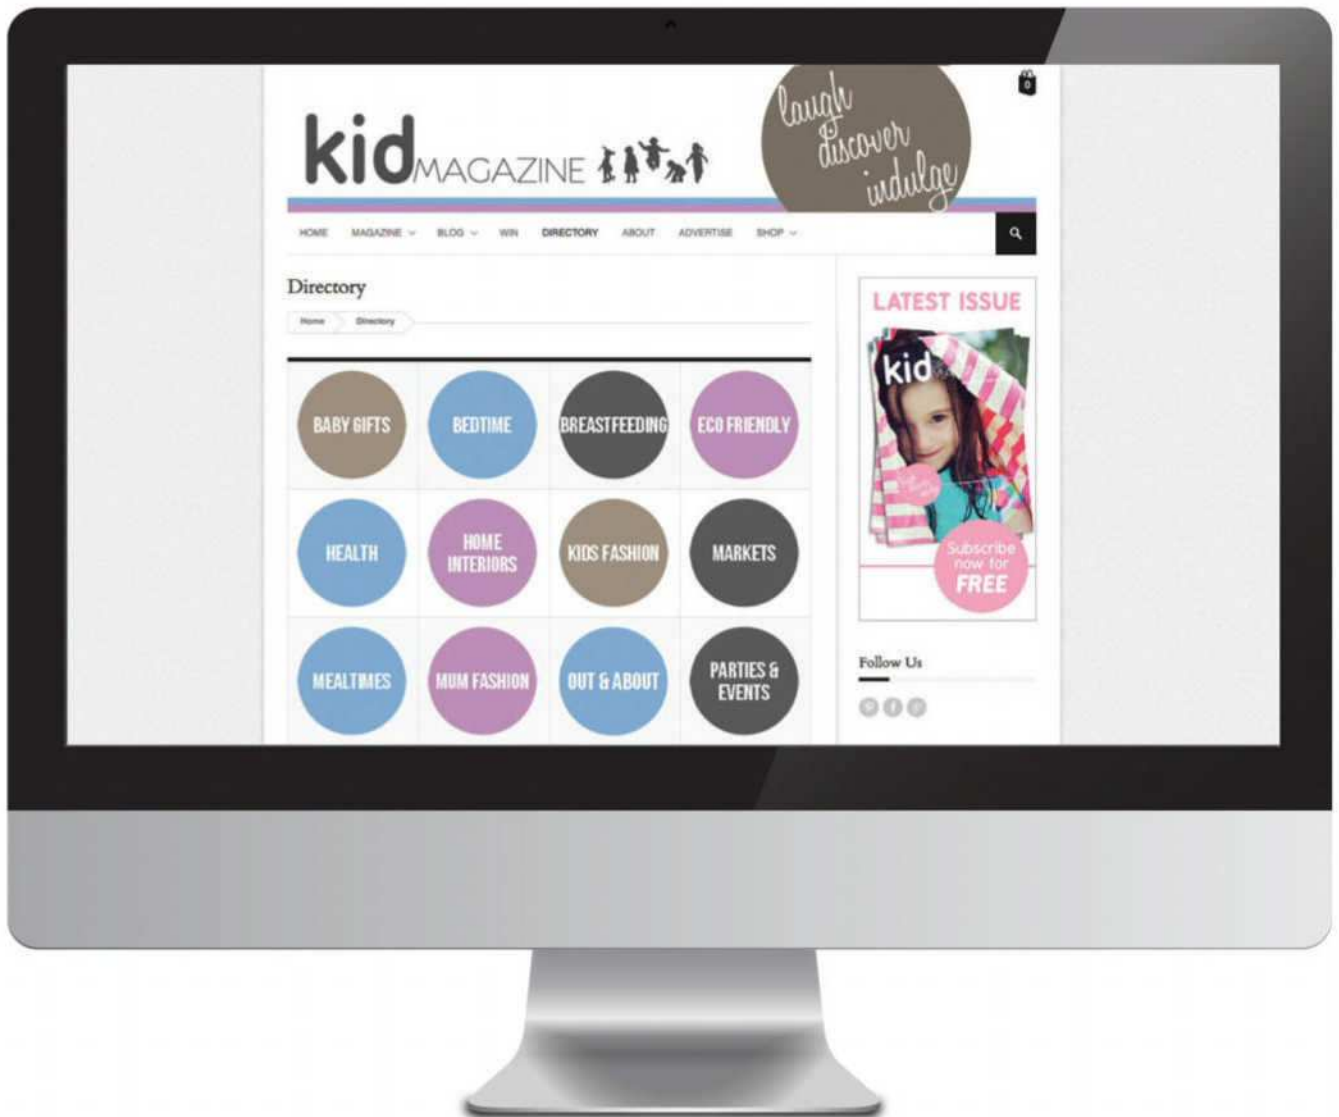 laugh
discover
indulge
0
kid MAGAZINE
HOME MAGAZINE BLOG WIN DIRECTORY ABOUT ADVERTISE SHOP
Directory
Home Directory
BABY GIFTS
BEDTIME
BREASTFEEDING
ECO FRIENDLY
HEALTH
HOME
INTERIORS
KIDS FASHION
MARKETS
MEALTIMES
MUM FASHION
OUT & ABOUT
PARTIES &
EVENTS
LATEST ISSUE
kid
Subscribe
now for
FREE
Follow Us